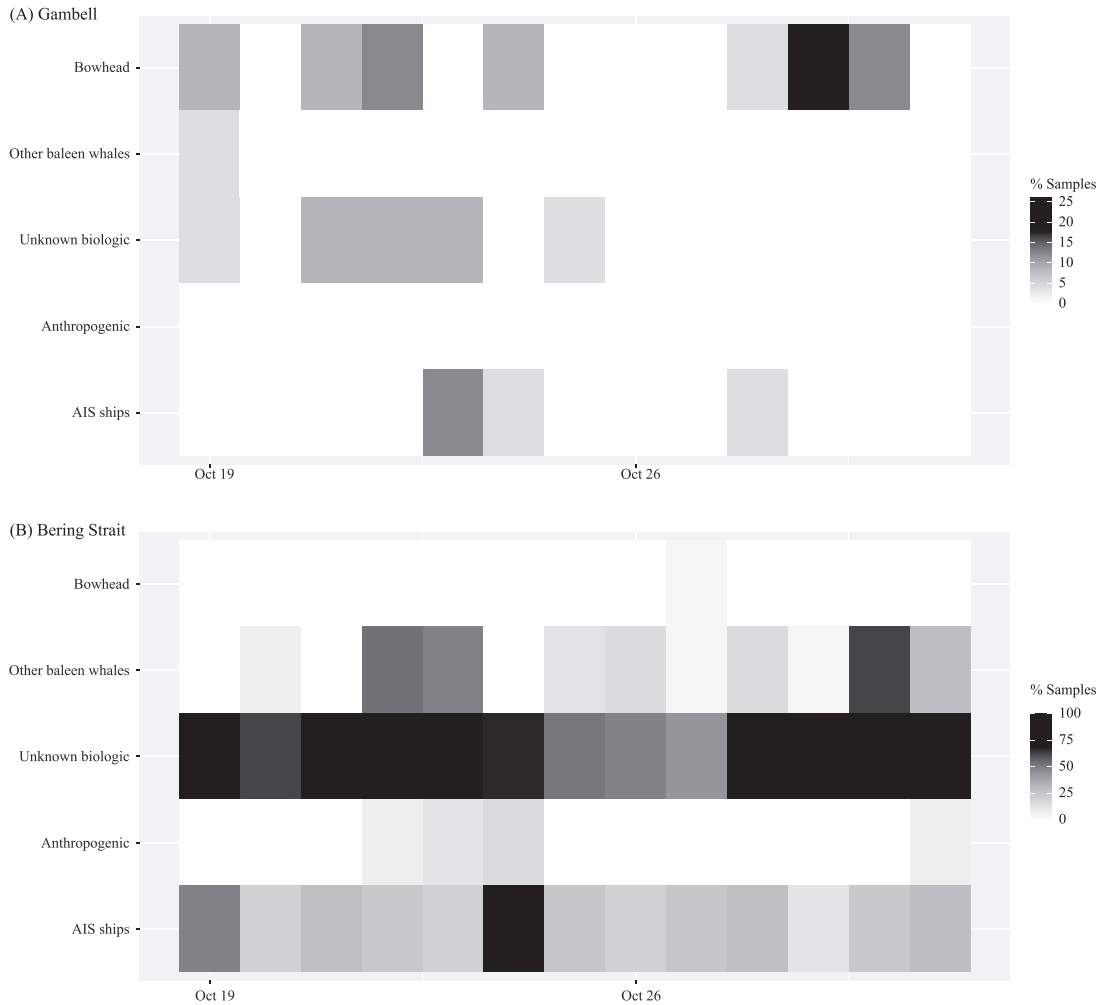 (A) Gambell
Bowhead
Other baleen whales
Unknown biologic
Anthropogenic
AIS ships
Oct 19
Oct 26
% Samples
25
20
15
10
5
0
(B) Bering Strait
Bowhead
Other baleen whales
Unknown biologic
Anthropogenic
AIS ships
Oct 19
Oct 26
% Samples
100
75
50
25
0